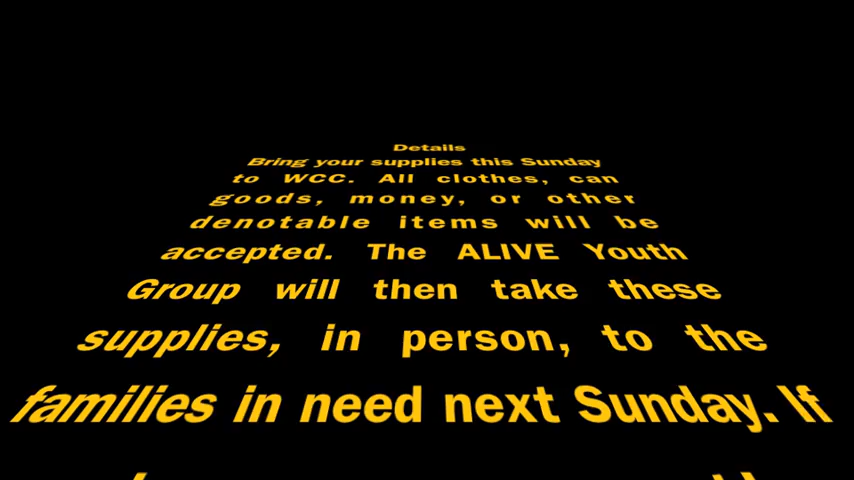 Details
Bring your supplies this Sunday
to WCC. All clothes, can
goods, money, or other
denotable items will be
accepted. The ALIVE Youth
Group will then take these
supplies, in person, to the
families in need next Sunday. If